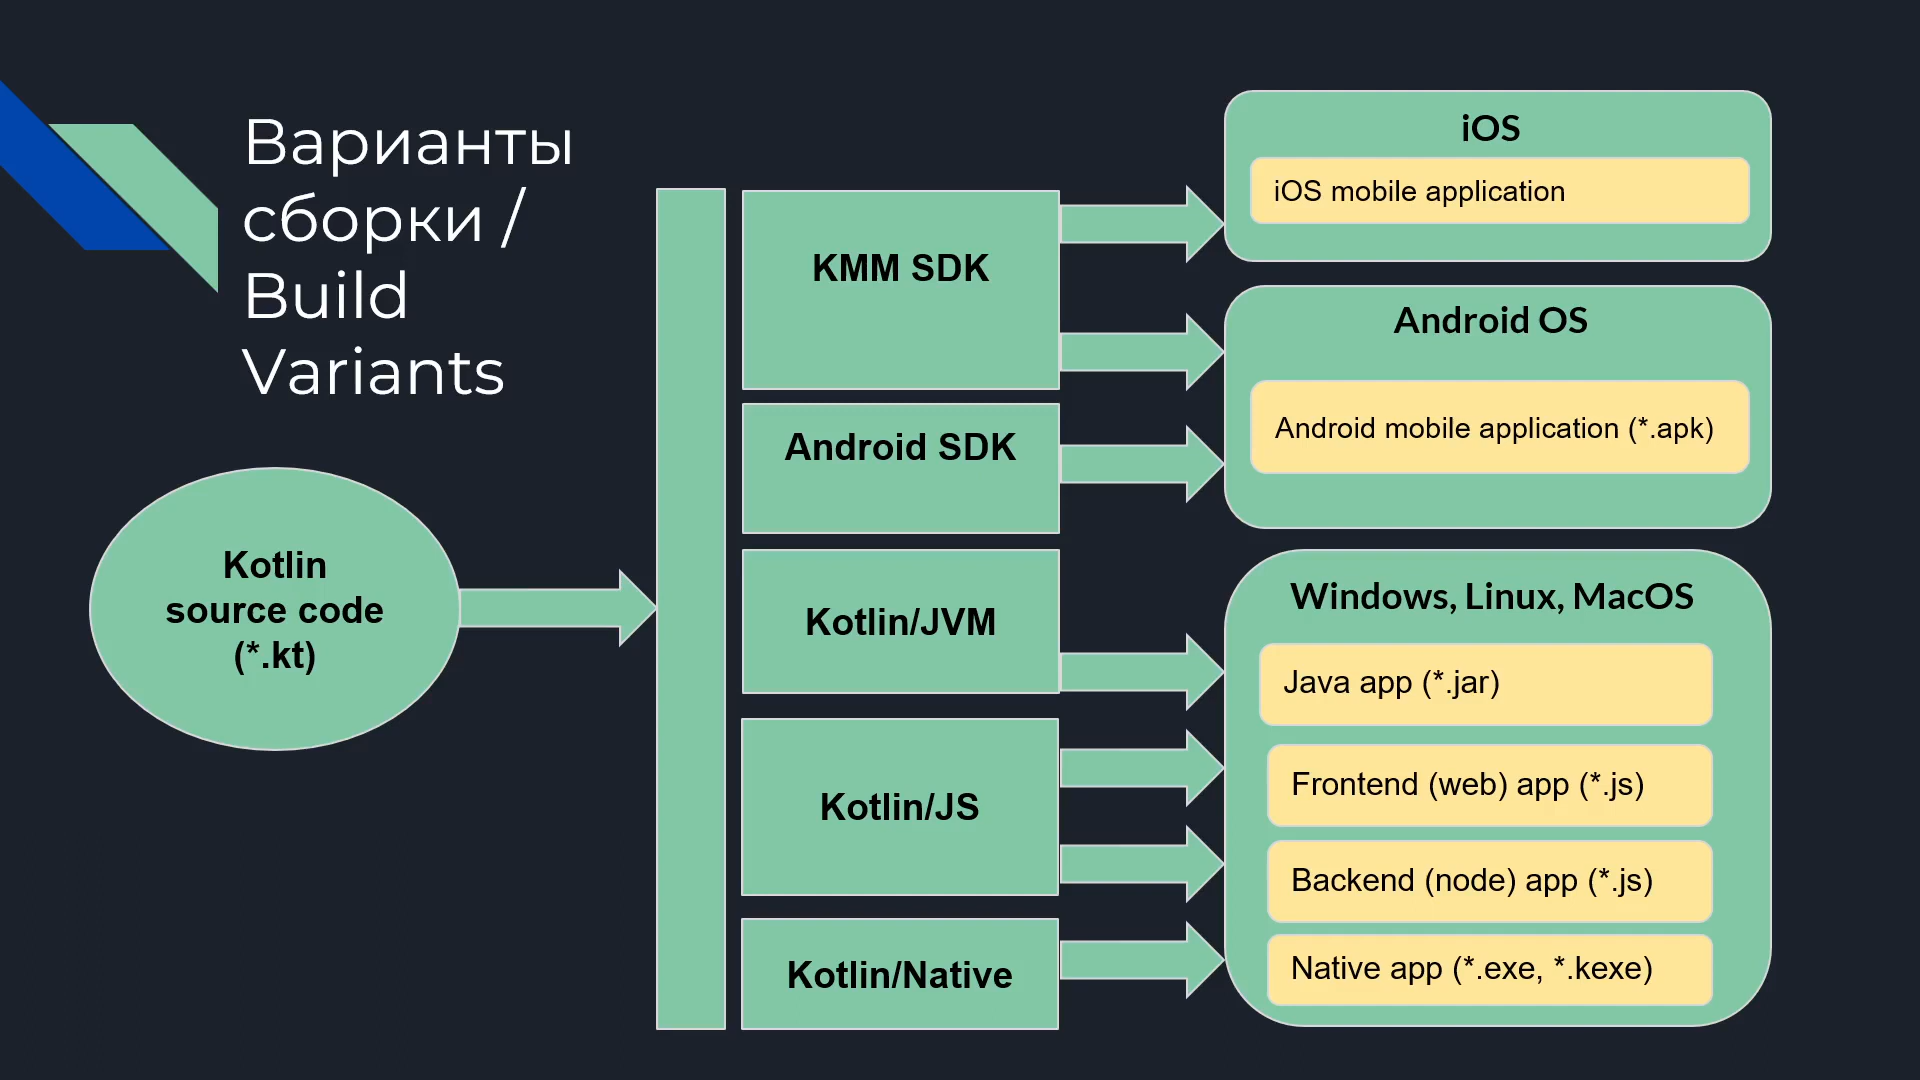 Варианты
сборки /
Build
Variants
Kotlin
source code
(*.kt)
KMM SDK
Android SDK
Kotlin/JVM
Kotlin/JS
Kotlin/Native
iOS
iOS mobile application
Android OS
Android mobile application (*.apk)
Windows, Linux, MacOS
Java app (*.jar)
Frontend (web) app (*.js)
Backend (node) app (*.js)
Native app (*.exe, *.kexe)